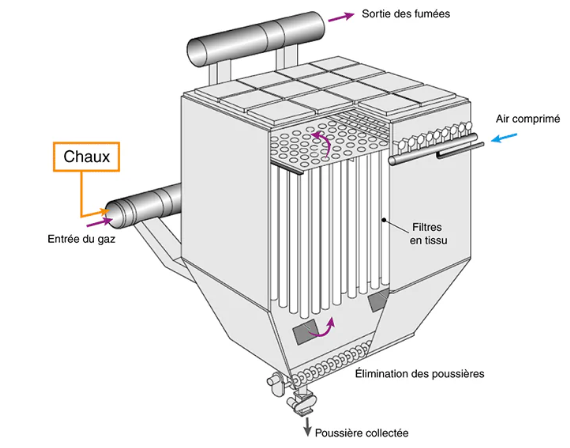 Sortie des fumées
Air comprimé
Chaux
Entrée du gaz
Filtres
en tissu
Élimination des poussières
Poussière collectée